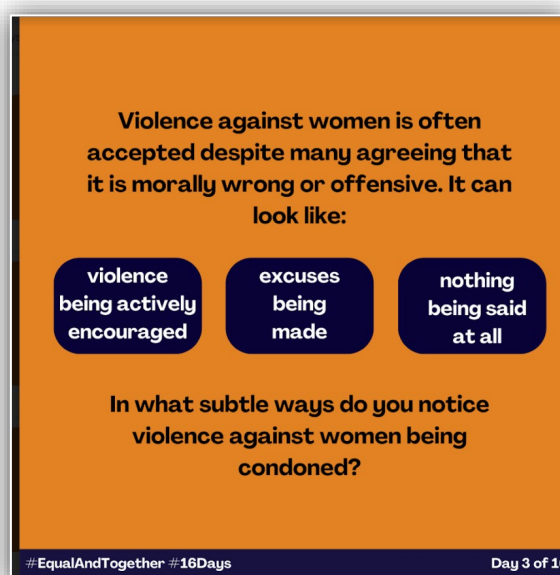 Violence against women is often
accepted despite many agreeing that
it is morally wrong or offensive. It can
look like:
violence
being actively
encouraged
excuses
being
made
nothing
being said
at all
In what subtle ways do you notice
violence against women being
condoned?
#EqualAndTogether #16Days
Day 3 of